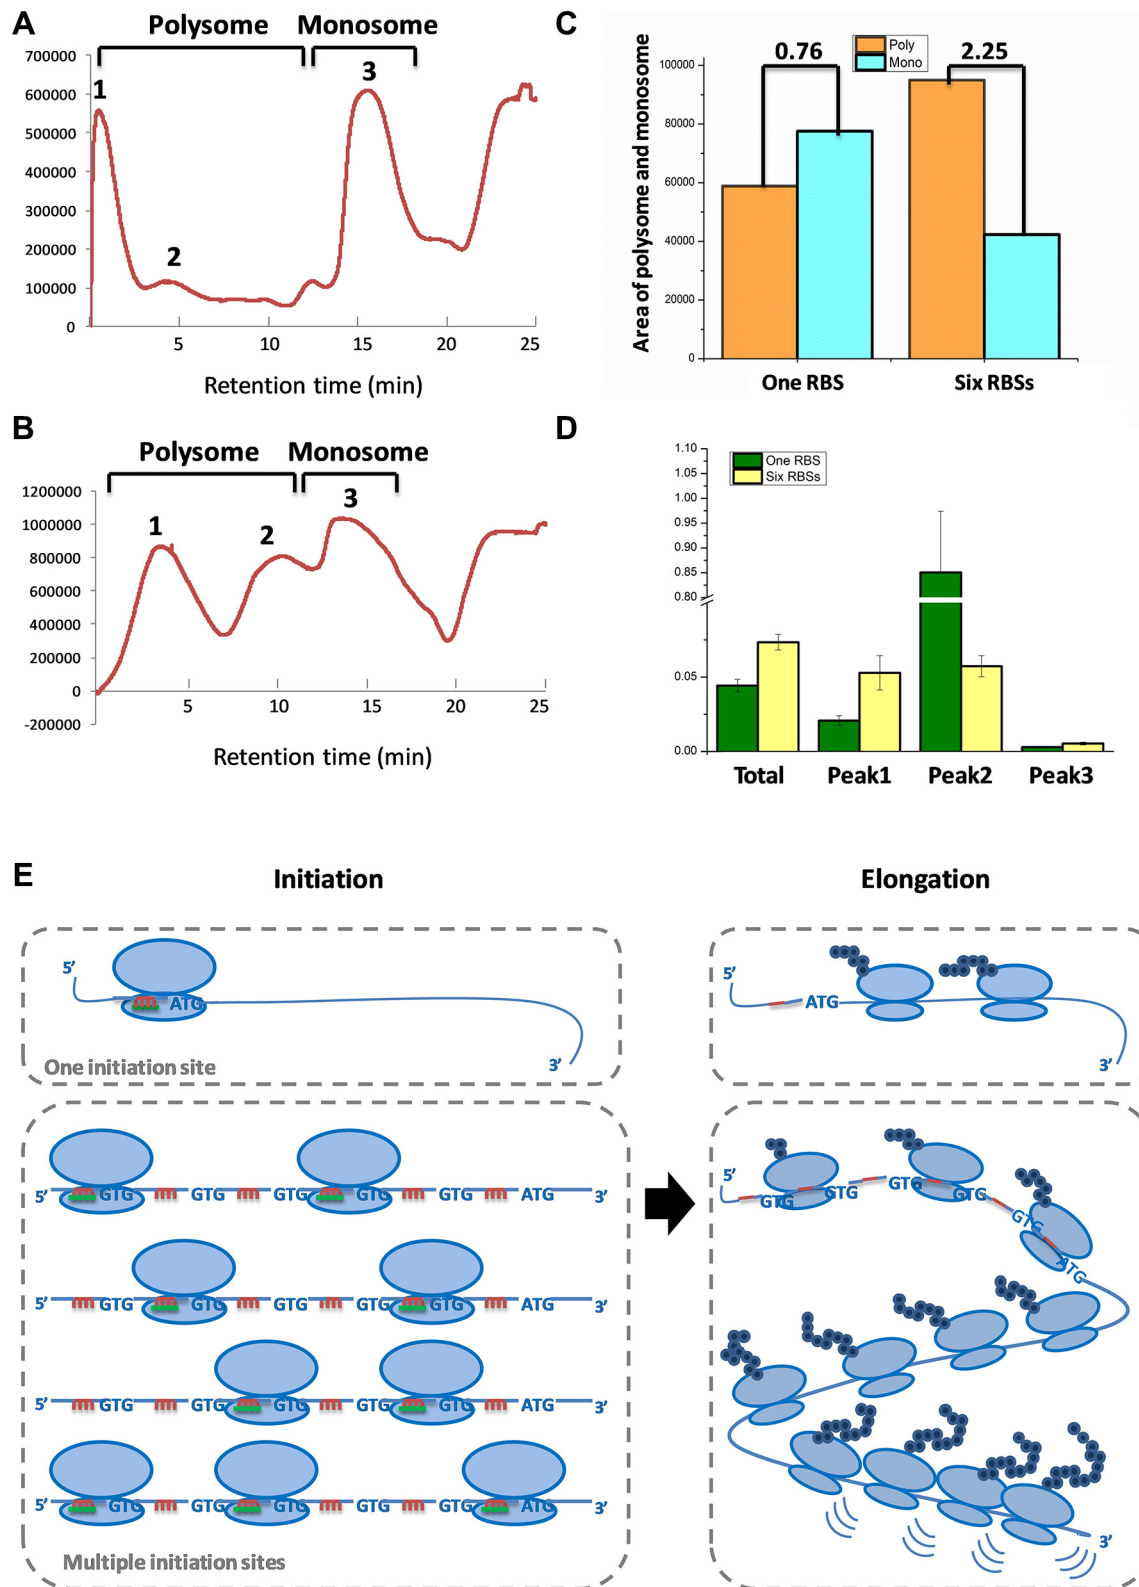 A
Polysome
Monosome
700000
600000
500000
400000
300000
200000
100000
0
1
2
3
5
10
15
20
25
Retention time (min)
B
Polysome
Monosome
1200000
1000000
800000
600000
400000
200000
0
-200000
1
2
3
5
10
15
20
25
Retention time (min)
C
Area of polysome and monosome
100000
80000
60000
40000
20000
0
Poly
Mono
0.76
2.25
One RBS
Six RBSs
D
1.10
1.05
1.00
0.95
0.90
0.85
0.80
0.05
0.00
One RBS
Six RBSs
Total
Peak1
Peak2
Peak3
E
Initiation
Elongation
5'
ATG
3'
One initiation site
5'
ATG
3'
5' GTG GTG GTG GTG GTG ATG 3'
5' GTG GTG GTG GTG GTG ATG 3'
5' GTG GTG GTG GTG GTG ATG 3'
5' GTG GTG GTG GTG GTG ATG 3'
Multiple initiation sites
5'
GTG
GTG
GTG
GTG
GTG
ATG
3'